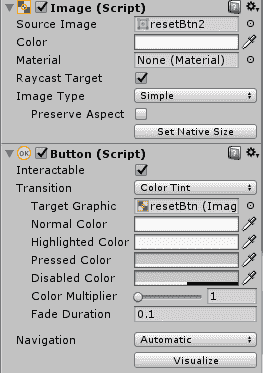 Image (Script)
Source Image resetBtn2
Color
Material None (Material)
Raycast Target
Image Type Simple
Preserve Aspect
Set Native Size
OK Button (Script)
Interactable
Transition Color Tint
Target Graphic resetBtn (Imag
Normal Color
Highlighted Color
Pressed Color
Disabled Color
Color Multiplier 1
Fade Duration 0.1
Navigation Automatic
Visualize